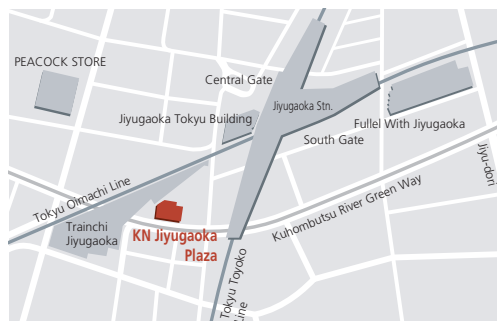 PEACOCK STORE
Central Gate
Jiyugaoka Stn.
Jiyugaoka Tokyu Building
Fullel With Jiyugaoka
South Gate
Jiyu-dori
Tokyu Oimachi Line
Kuhombutsu River Green Way
Trainchi
Jiyugaoka
KN Jiyugaoka
Plaza
Tokyu Toyoko
Line